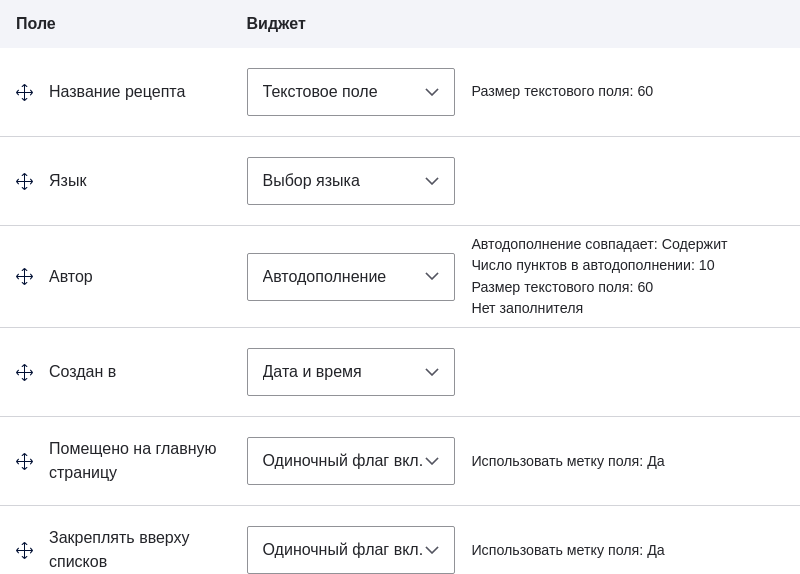 Поле
Виджет
Название рецепта
Текстовое поле
Размер текстового поля: 60
Язык
Выбор языка
Автор
Автодополнение
Автодополнение совпадает: Содержит
Число пунктов в автодополнении: 10
Размер текстового поля: 60
Нет заполнителя
Создан в
Дата и время
Помещено на главную
страницу
Одиночный флаг вкл.
Использовать метку поля: Да
Закреплять вверху
списков
Одиночный флаг вкл.
Использовать метку поля: Да